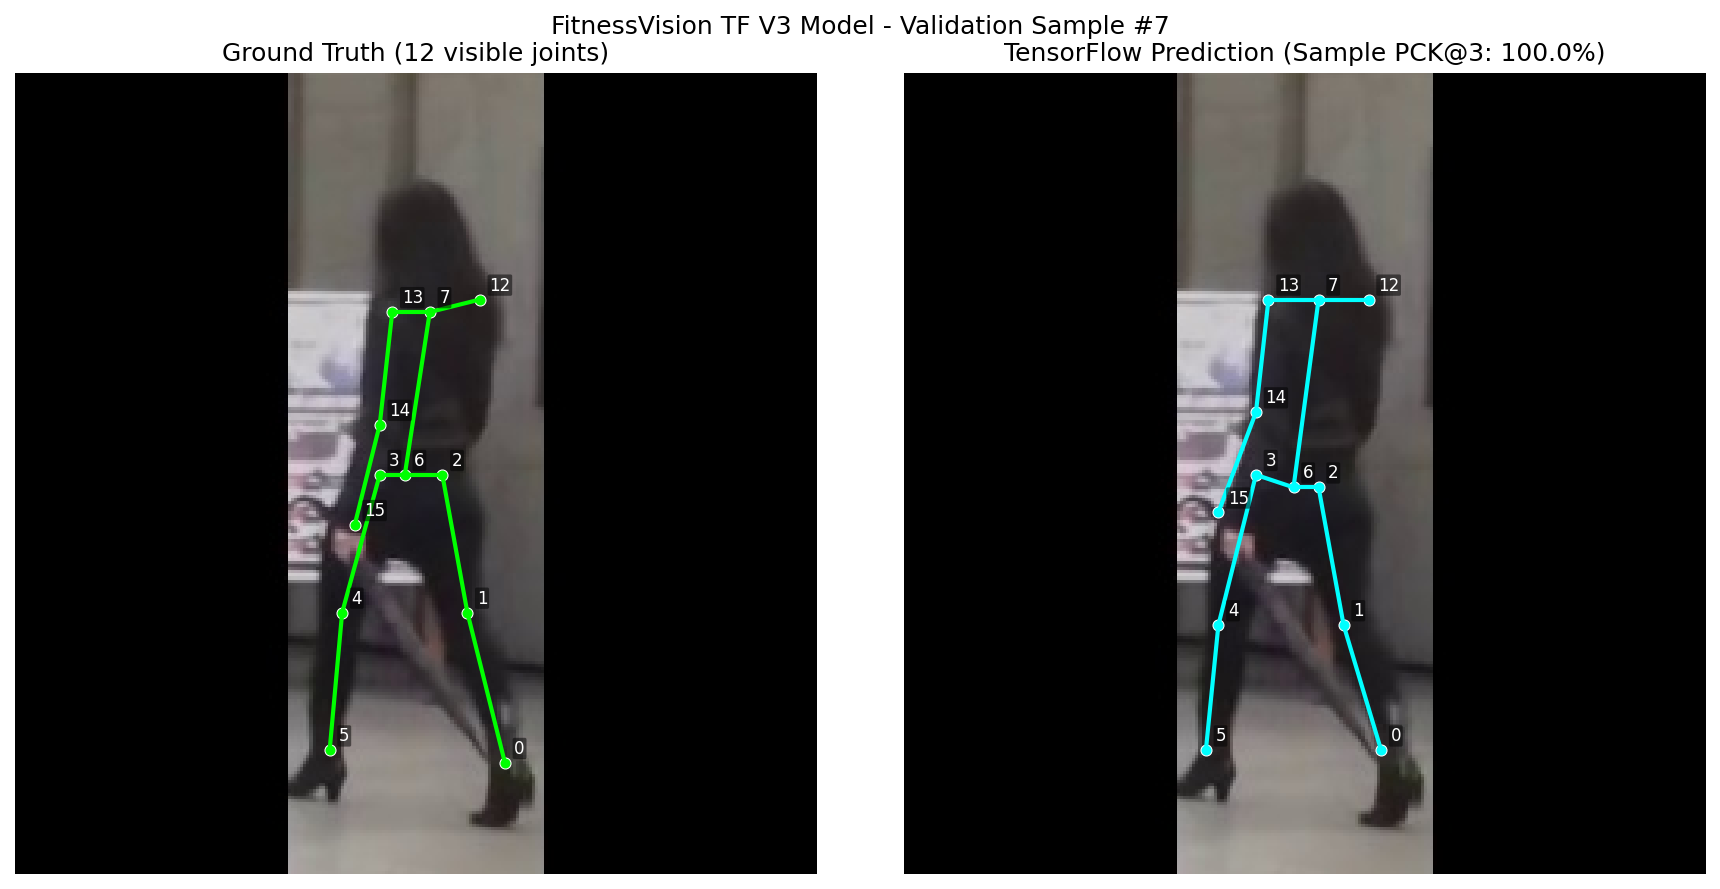 FitnessVision TF V3 Model - Validation Sample #7
Ground Truth (12 visible joints)
12
13 7
14
3 6 2
15
4 1
5 0
TensorFlow Prediction (Sample PCK@3: 100.0%)
13 7 12
14
3 6 2
15
4 1
5 0